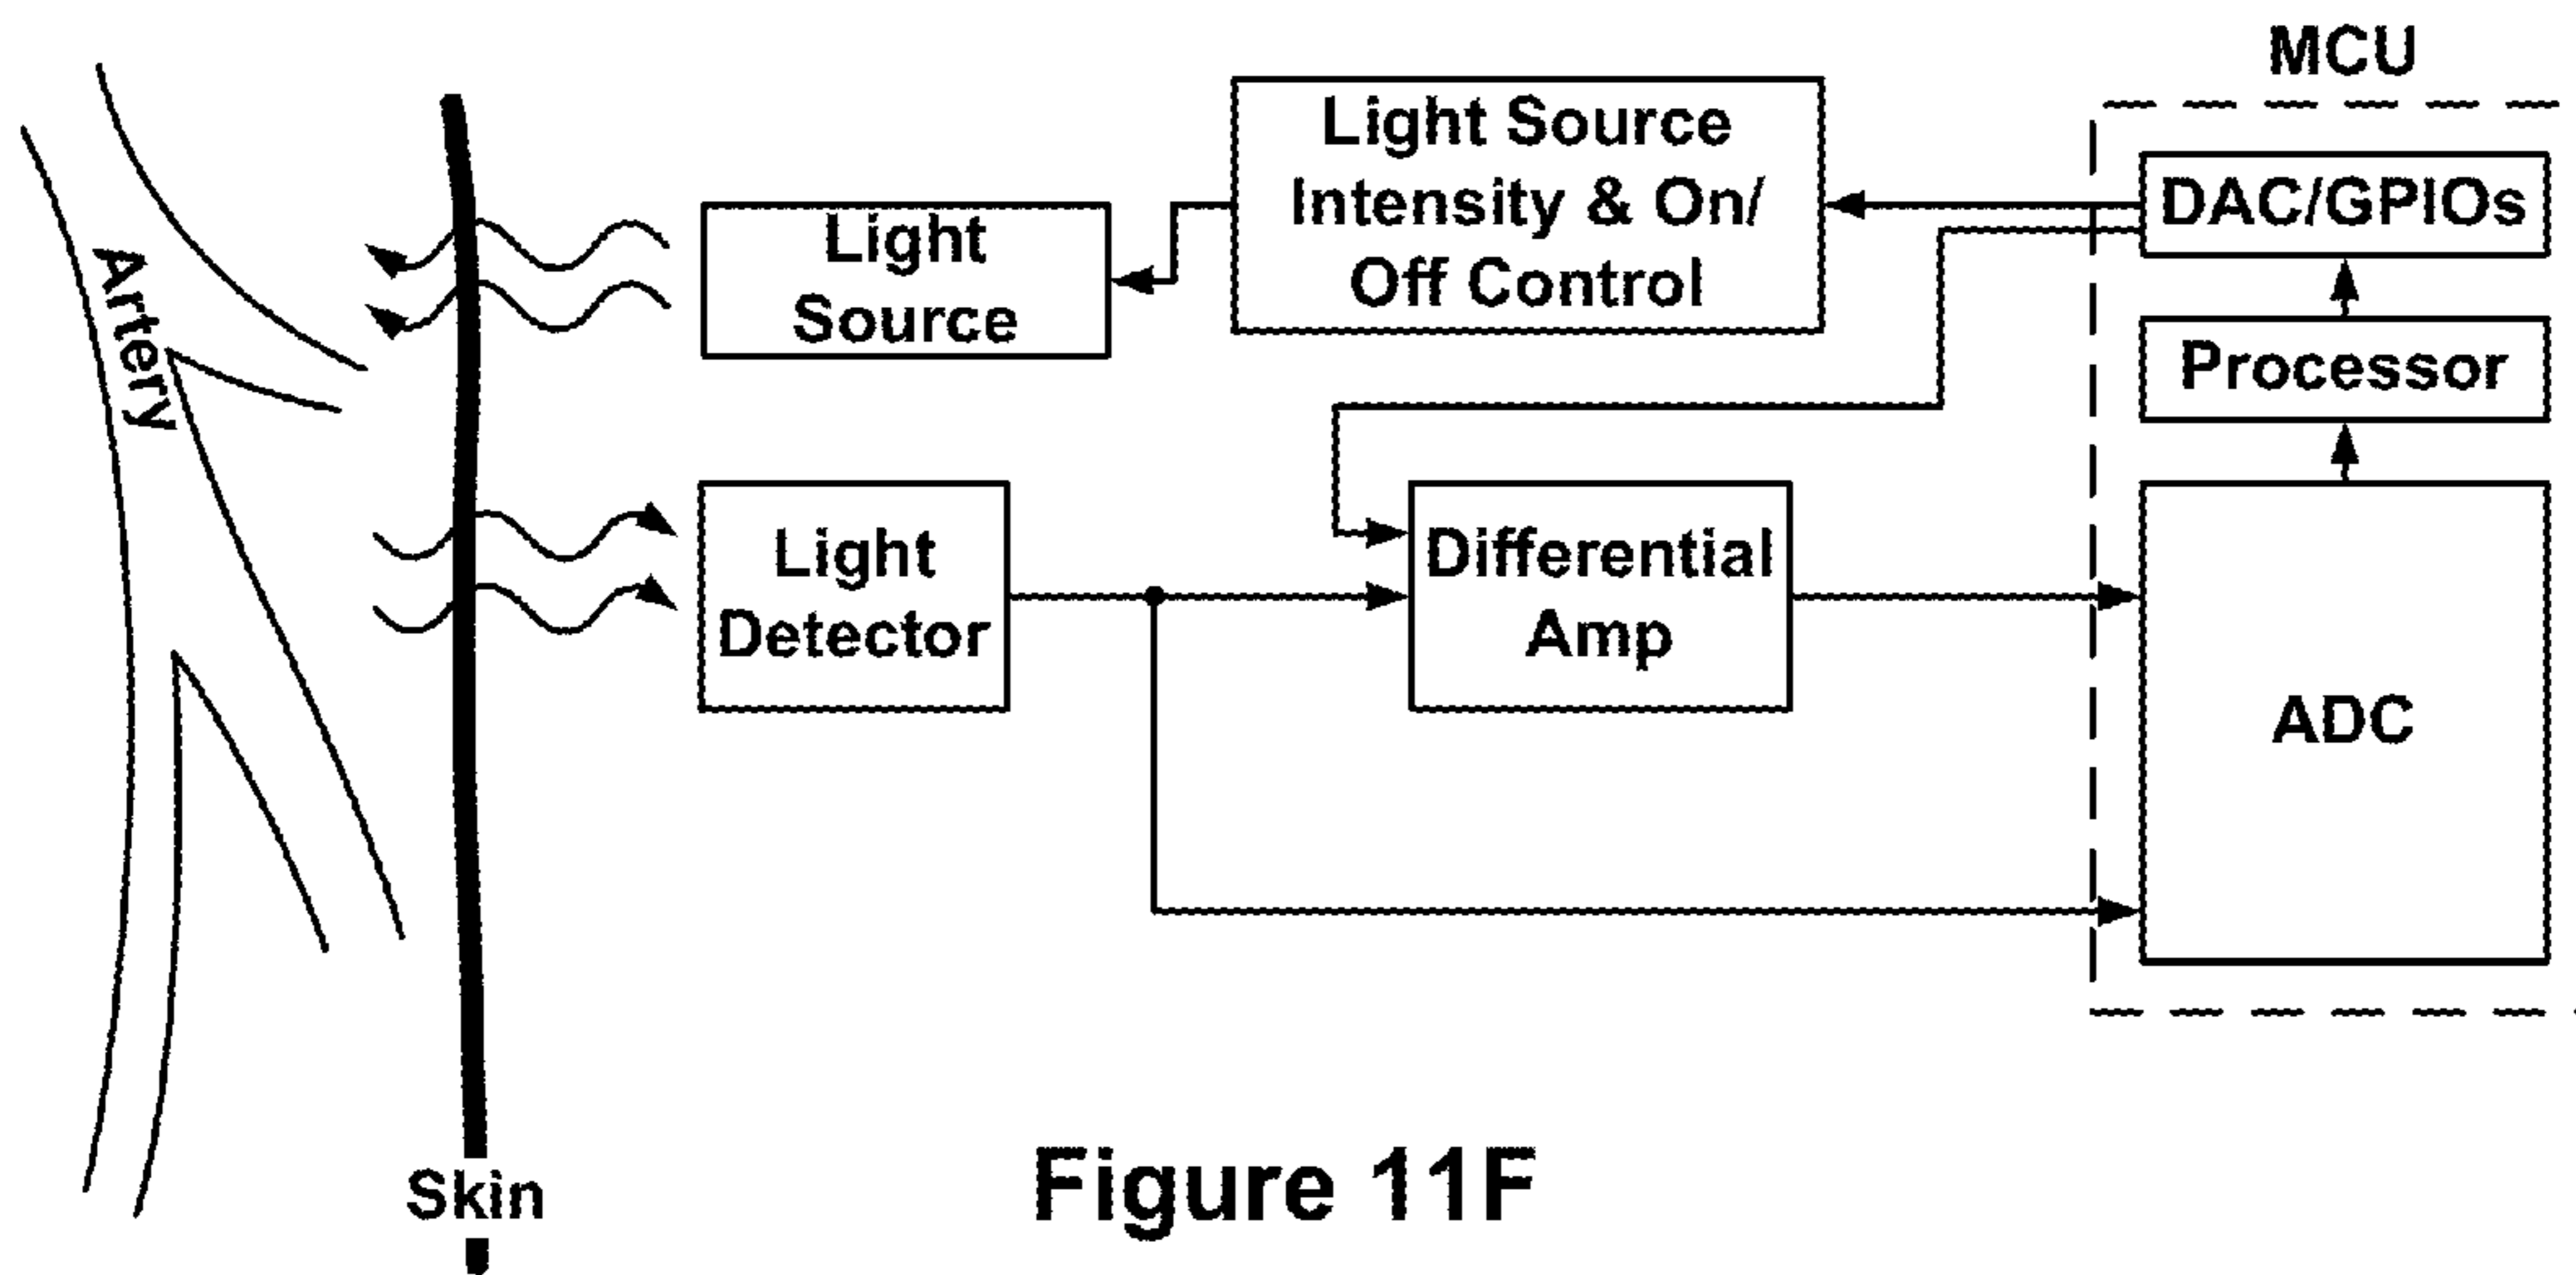 MCU
Light Source
Intensity & On/
Off Control
DAC/GPIOs
Light
Source
Artery
Processor
Light
Detector
Differential
Amp
ADC
Skin
Figure 11F